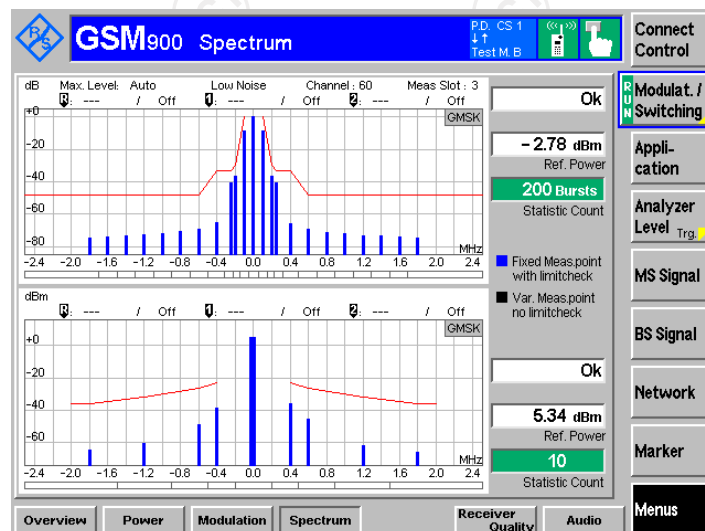 R&S
GSM900 Spectrum
P.D. CS 1
Test M. B
Connect
Control
dB Max. Level: Auto Low Noise Channel : 60 Meas Slot : 3
R: --- / Off 1: --- / Off 2: --- / Off
GMSK
+0
-20
-40
-60
-80
MHz
-2.4 -2.0 -1.6 -1.2 -0.8 -0.4 0.0 0.4 0.8 1.2 1.6 2.0 2.4
Ok
-2.78 dBm
Ref. Power
200 Bursts
Statistic Count
Fixed Meas.point
with limitcheck
Var. Meas.point
no limitcheck
dBm
R: --- / Off 1: --- / Off 2: --- / Off
GMSK
+0
-20
-40
-60
MHz
-2.4 -2.0 -1.6 -1.2 -0.8 -0.4 0.0 0.4 0.8 1.2 1.6 2.0 2.4
Ok
5.34 dBm
Ref. Power
10
Statistic Count
RUN
Modulat. /
Switching
Appli-
cation
Analyzer
Level Trg.
MS Signal
BS Signal
Network
Marker
Menus
Overview Power Modulation Spectrum Receiver
Quality Audio